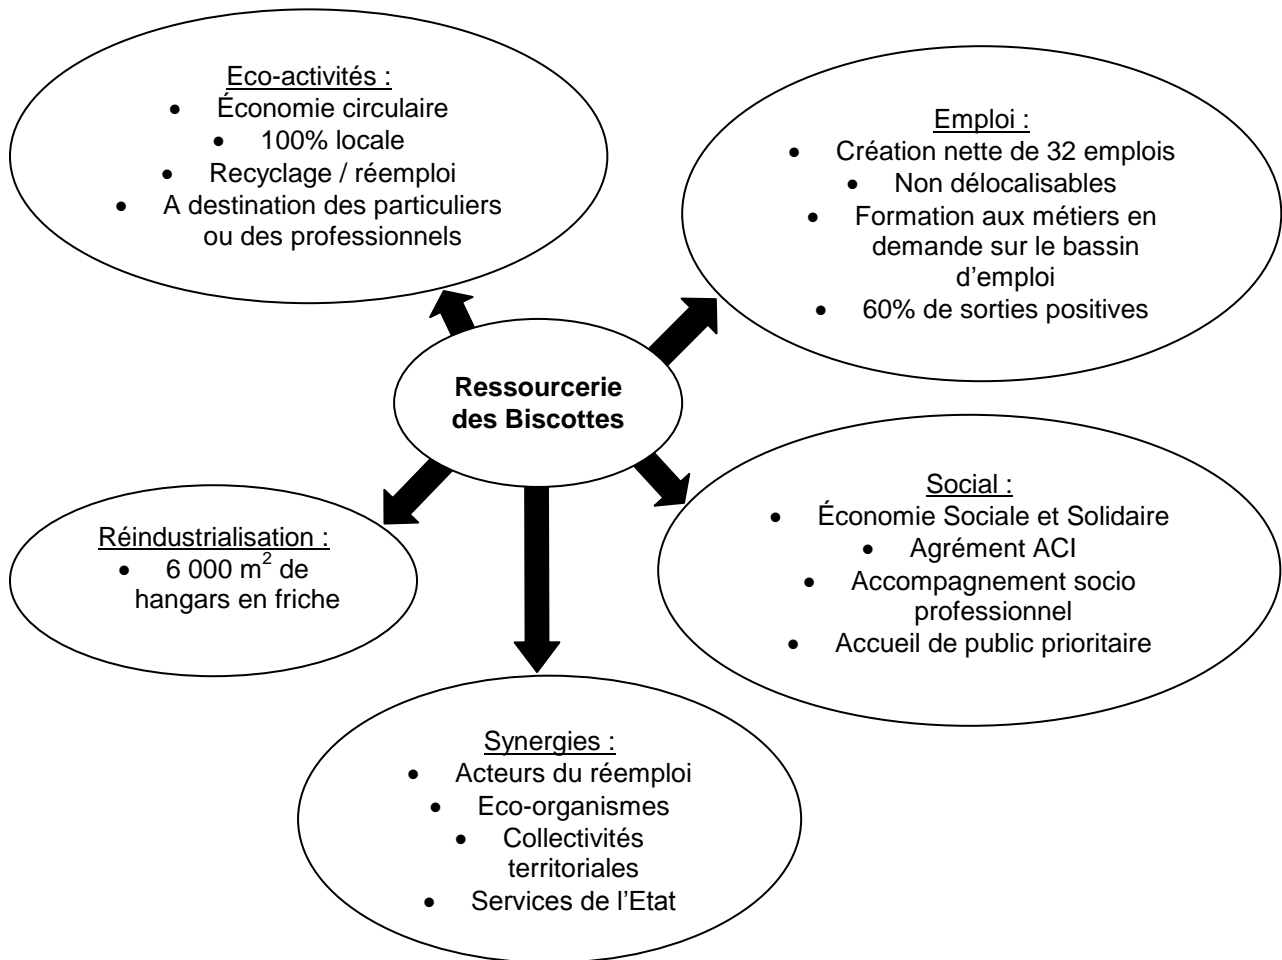 Eco-activités :
• Économie circulaire
• 100% locale
• Recyclage / réemploi
• A destination des particuliers
ou des professionnels
Emploi :
• Création nette de 32 emplois
• Non délocalisables
• Formation aux métiers en
demande sur le bassin
d’emploi
• 60% de sorties positives
Ressourcerie
des Biscottes
Réindustrialisation :
• 6 000 m² de
hangars en friche
Social :
• Économie Sociale et Solidaire
• Agrément ACI
• Accompagnement socio
professionnel
• Accueil de public prioritaire
Synergies :
• Acteurs du réemploi
• Eco-organismes
• Collectivités
territoriales
• Services de l’Etat